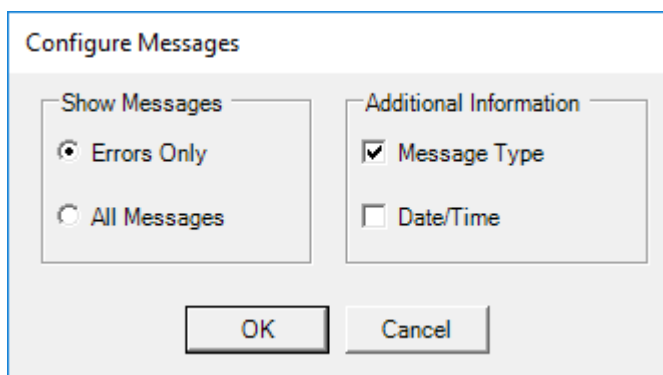 Configure Messages
Show Messages
Errors Only
All Messages
Additional Information
Message Type
Date/Time
OK
Cancel